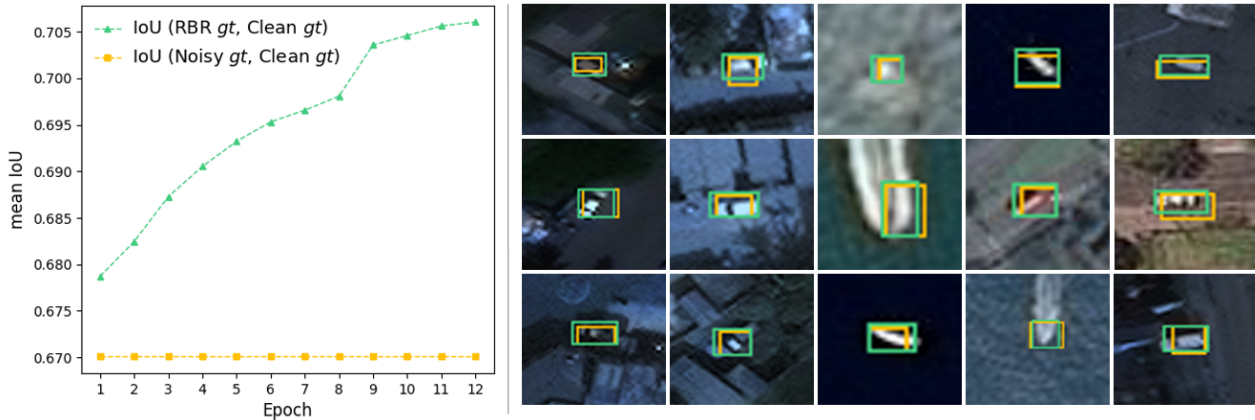 IoU (RBR gt, Clean gt)
IoU (Noisy gt, Clean gt)
mean IoU
0.705
0.700
0.695
0.690
0.685
0.680
0.675
0.670
1 2 3 4 5 6 7 8 9 10 11 12
Epoch